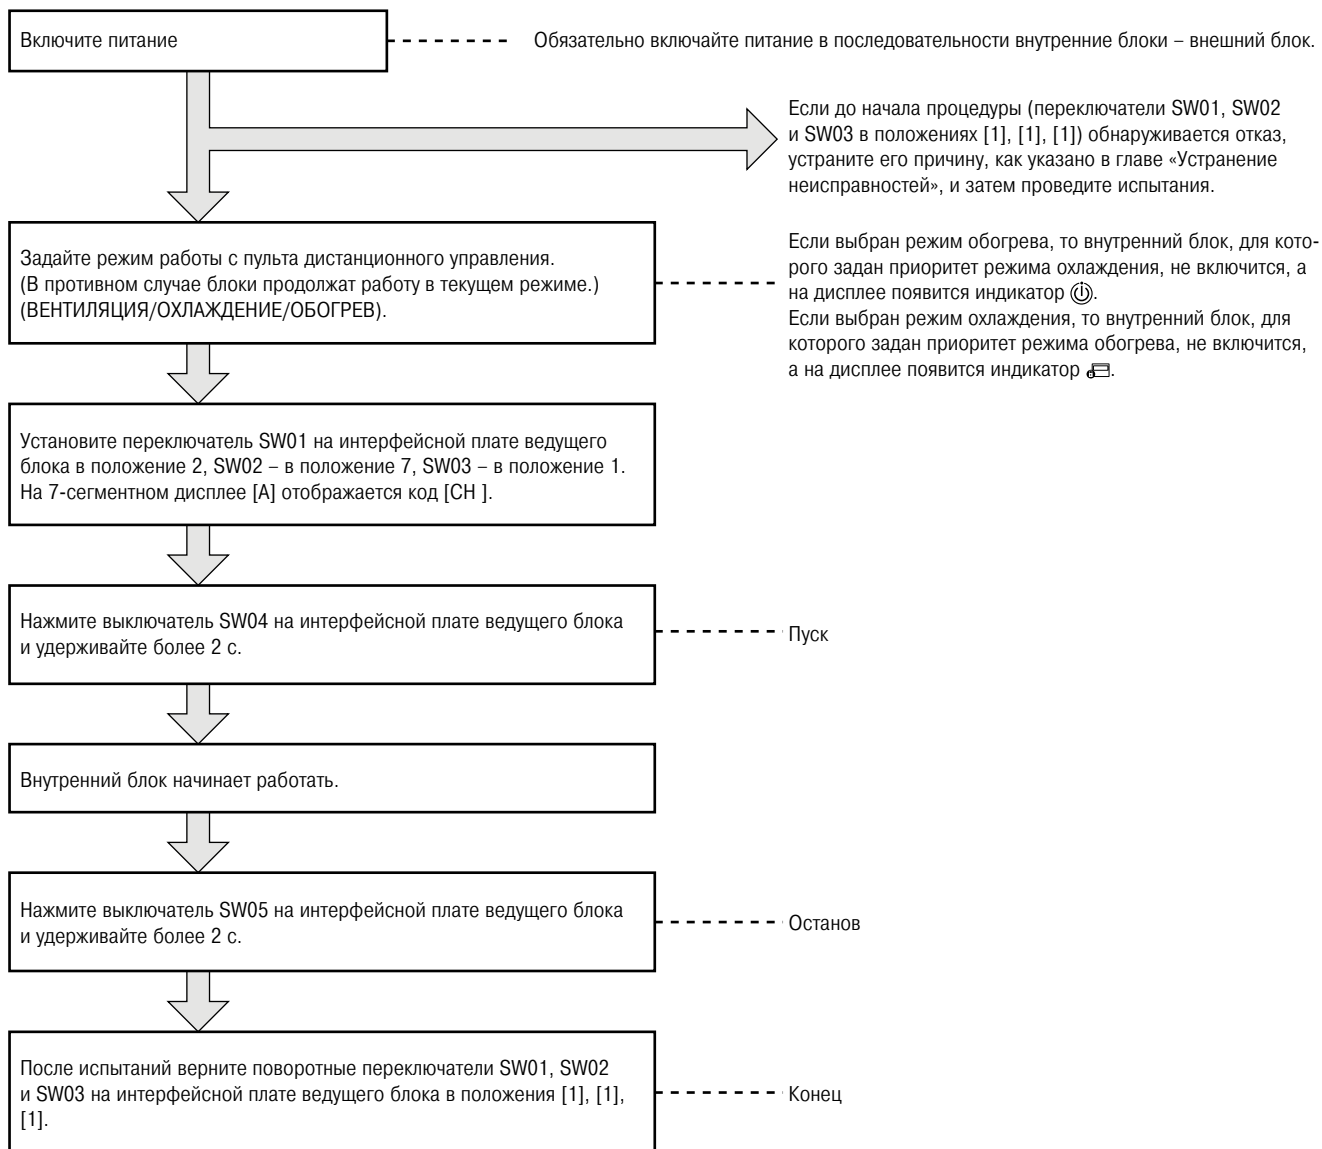 Включите питание
Обязательно включайте питание в последовательности внутренние блоки – внешний блок.
Если до начала процедуры (переключатели SW01, SW02
и SW03 в положениях [1], [1], [1]) обнаруживается отказ,
устраните его причину, как указано в главе «Устранение
неисправностей», и затем проведите испытания.
Задайте режим работы с пульта дистанционного управления.
(В противном случае блоки продолжат работу в текущем режиме.)
(ВЕНТИЛЯЦИЯ/ОХЛАЖДЕНИЕ/ОБОГРЕВ).
Если выбран режим обогрева, то внутренний блок, для кото-
рого задан приоритет режима охлаждения, не включится, а
на дисплее появится индикатор .
Если выбран режим охлаждения, то внутренний блок, для
которого задан приоритет режима обогрева, не включится,
а на дисплее появится индикатор .
Установите переключатель SW01 на интерфейсной плате ведущего
блока в положение 2, SW02 – в положение 7, SW03 – в положение 1.
На 7-сегментном дисплее [A] отображается код [CH ].
Нажмите выключатель SW04 на интерфейсной плате ведущего блока
и удерживайте более 2 с.
Пуск
Внутренний блок начинает работать.
Нажмите выключатель SW05 на интерфейсной плате ведущего блока
и удерживайте более 2 с.
Останов
После испытаний верните поворотные переключатели SW01, SW02
и SW03 на интерфейсной плате ведущего блока в положения [1], [1],
[1].
Конец